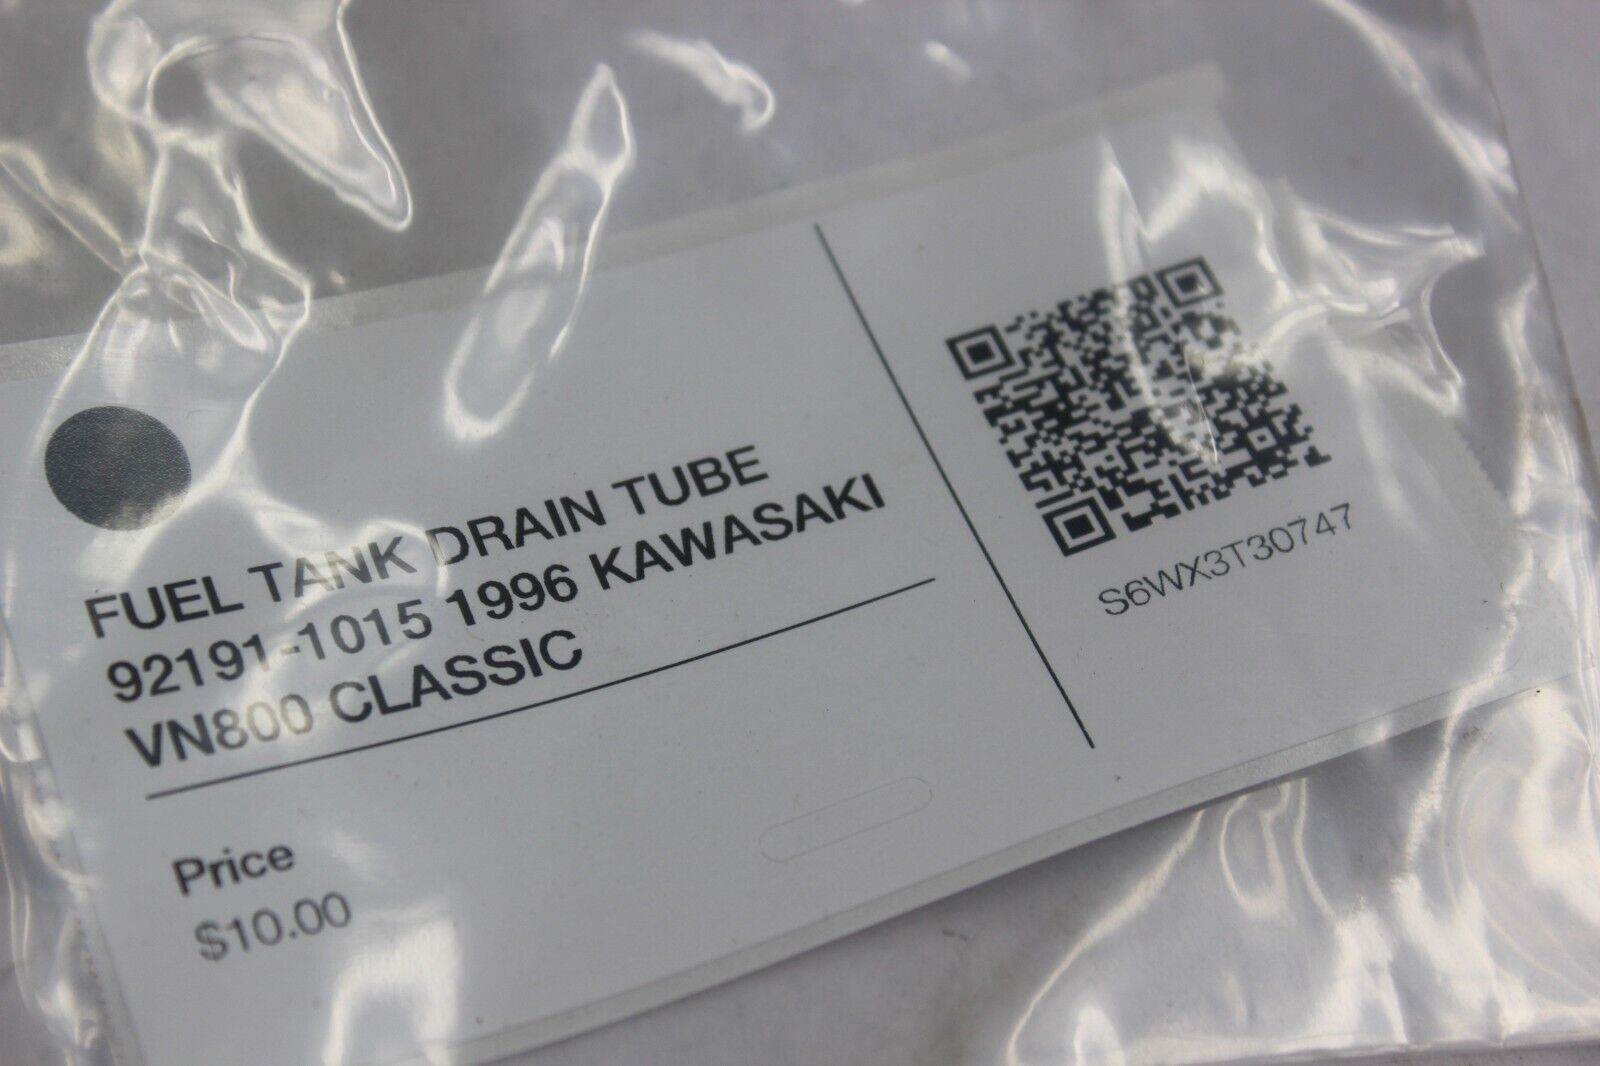 FUEL TANK DRAIN TUBE
92191-1015 1996 KAWASAKI
VN800 CLASSIC
Price
$10.00
S6WX3T30747